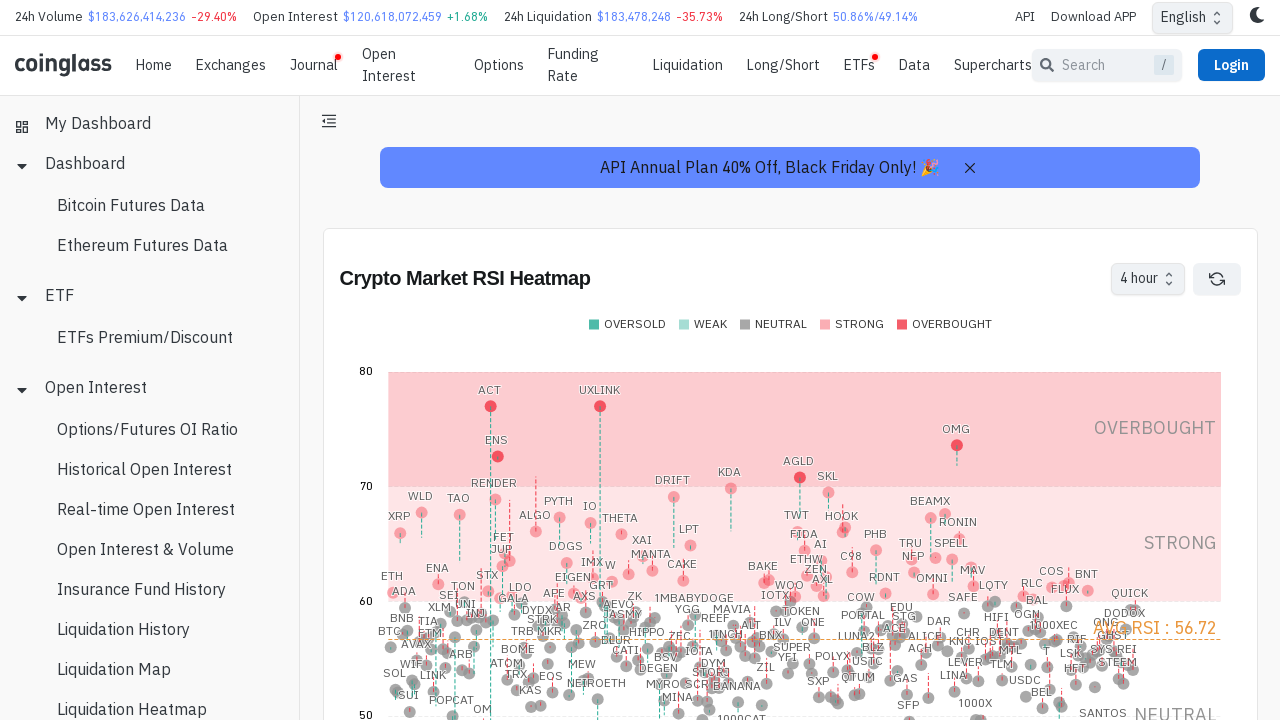 24h Volume $183,626,414,236 -29.40% Open Interest $120,618,072,459 +1.68% 24h Liquidation $183,478,248 -35.73% 24h Long/Short 50.86%/49.14% API Download APP English
coinglass Home Exchanges Journal Open Interest Options Funding Rate Liquidation Long/Short ETFs Data Supercharts Search / Login
My Dashboard
Dashboard
Bitcoin Futures Data
Ethereum Futures Data
ETF
ETFs Premium/Discount
Open Interest
Options/Futures OI Ratio
Historical Open Interest
Real-time Open Interest
Open Interest & Volume
Insurance Fund History
Liquidation History
Liquidation Map
Liquidation Heatmap
API Annual Plan 40% Off, Black Friday Only! 🎉
Crypto Market RSI Heatmap
4 hour
OVERSOLD WEAK NEUTRAL STRONG OVERBOUGHT
80
ACT UXLINK
OMG OVERBOUGHT
ENS
AGLD
KDA SKL
RENDER DRIFT
70
WLD TAO PYTH IO BEAMX
XRP ALGO THETA TWT HOOK RONIN
LPT
FET XAI FIDA C98 PHB TRU SPELL STRONG
JUP DOGS MANTA AI NFP
IMX W CAKE ETHW
ENA BAKE ZEN MAV COS BNT
ETH STX EIGEN AXL RDNT OMNI
ADA TON LDO CRT WOO LQTY RLC FLUX
SEI GALA APE AXS ZK 1MBABYDOGE IOTX SAFE BAL QUICK
60
XLM UNI INJ DYDX AR AEVO YGG MAVIA TOKEN PORTAL EDU OGN DODOX
BNB TIA STRK JASMY REEF ILV ONE STG DAR HIFI
BTC FTM TRB MKR ZRO HIPPO ZEC 1INCH ALT BNX LUNA2 ACE ALICE CHR DENT 1000XEC ONG GHST
AVG RSI : 56.72
AVAX BLUR SUPER BLZ ACH KNC IOST RIF
ARB BOME CATI BSV IOTA YFI POLYX USTC MTL LSK SYS REI
WIF ATOM MEW DEGEN DYM ZIL LEVER TLM T HFT STEEM
SOL LINK TRX EOS STORJ SXP QTUM GAS LINA USDC
SUI POPCAT KAS NEIROETH MYRO SCR BANANA BEL
OM MINA 1000CAT SFP 1000X SANTOS NEUTRAL
50